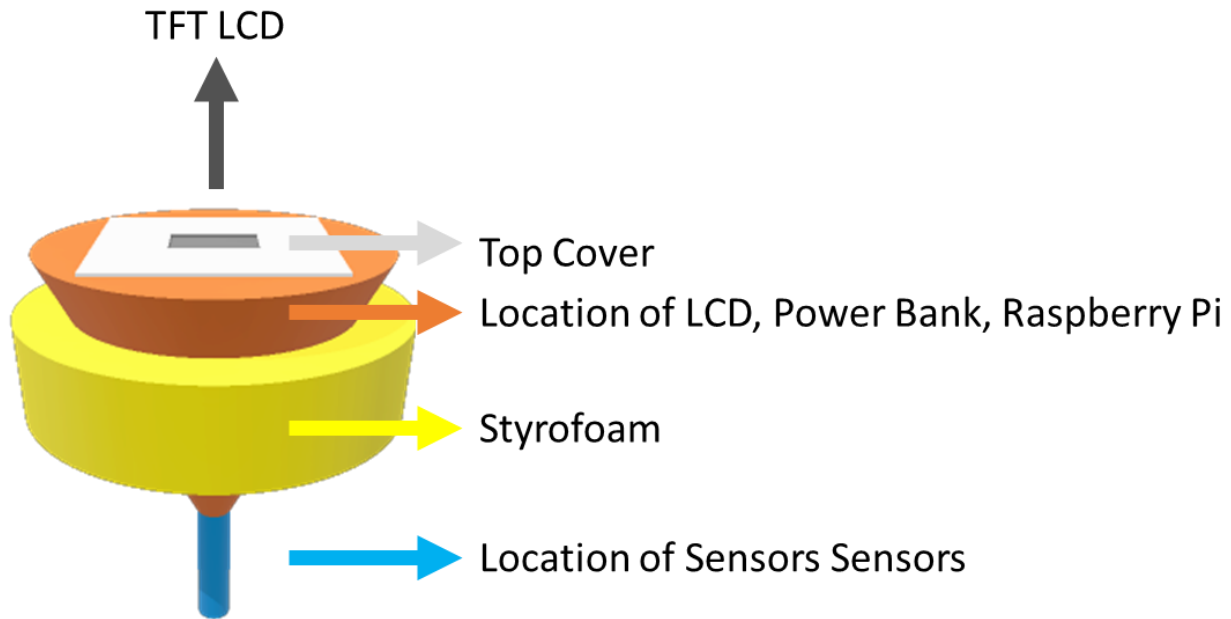 TFT LCD
Top Cover
Location of LCD, Power Bank, Raspberry Pi
Styrofoam
Location of Sensors Sensors